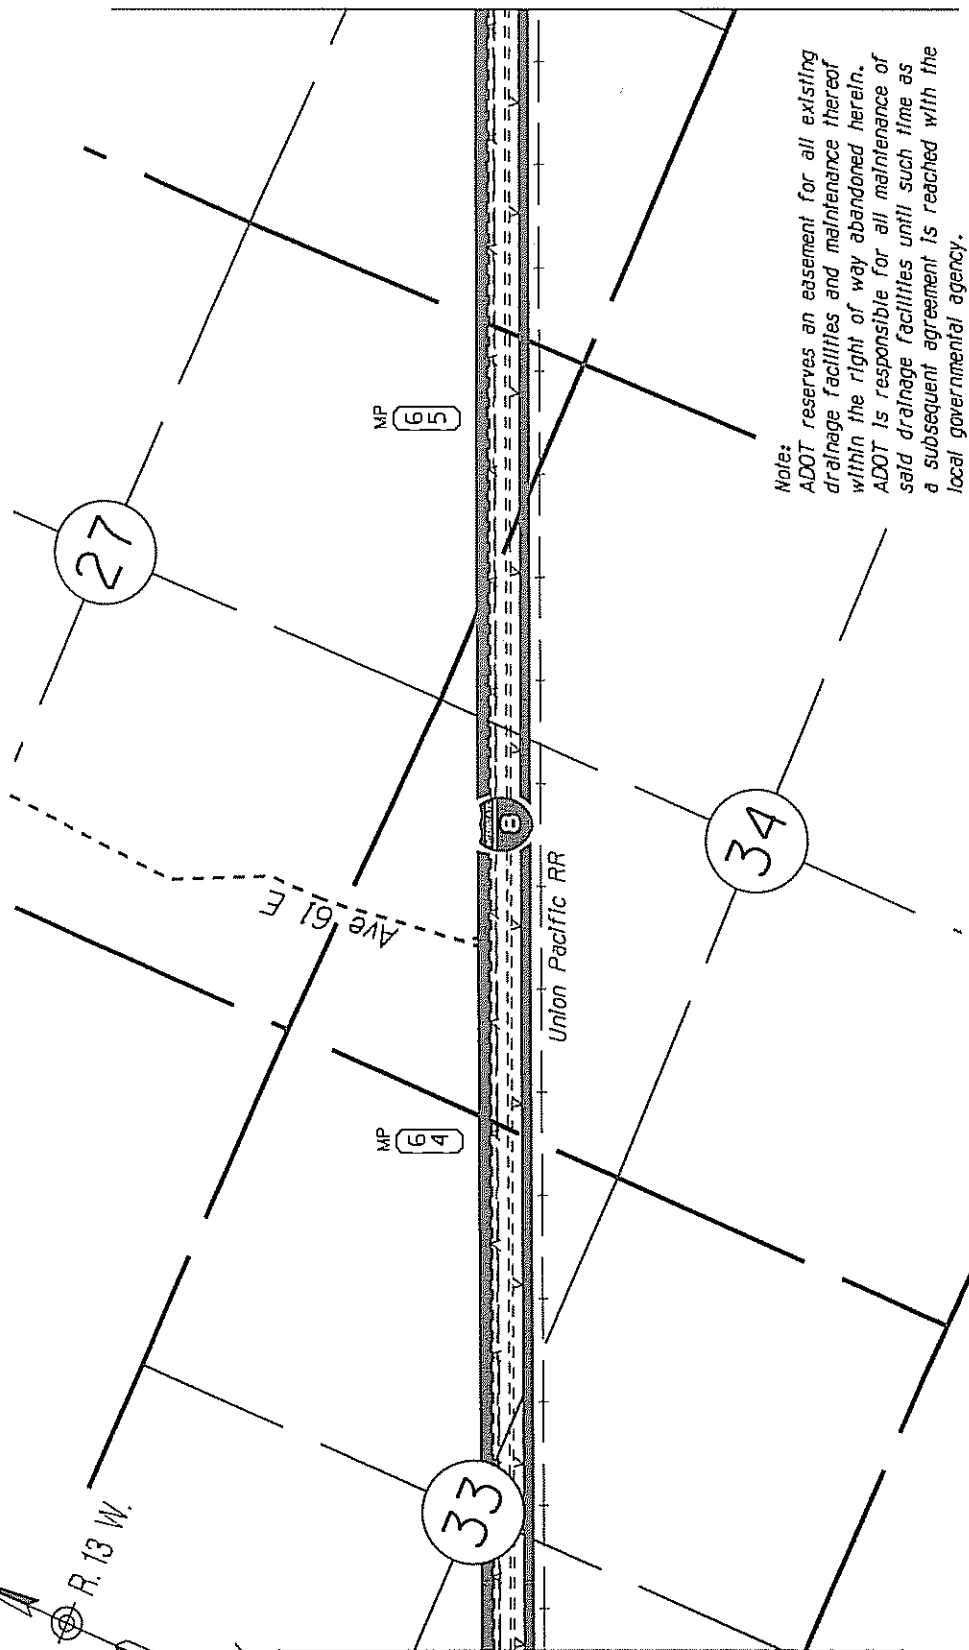 27
MP
65
Ave 61 E
8
Union Pacific RR
34
MP
64
33
R. 13 W.
Note:
ADOT reserves an easement for all existing
drainage facilities and maintenance thereof
within the right of way abandoned herein.
ADOT is responsible for all maintenance of
said drainage facilities until such time as
a subsequent agreement is reached with the
local governmental agency.